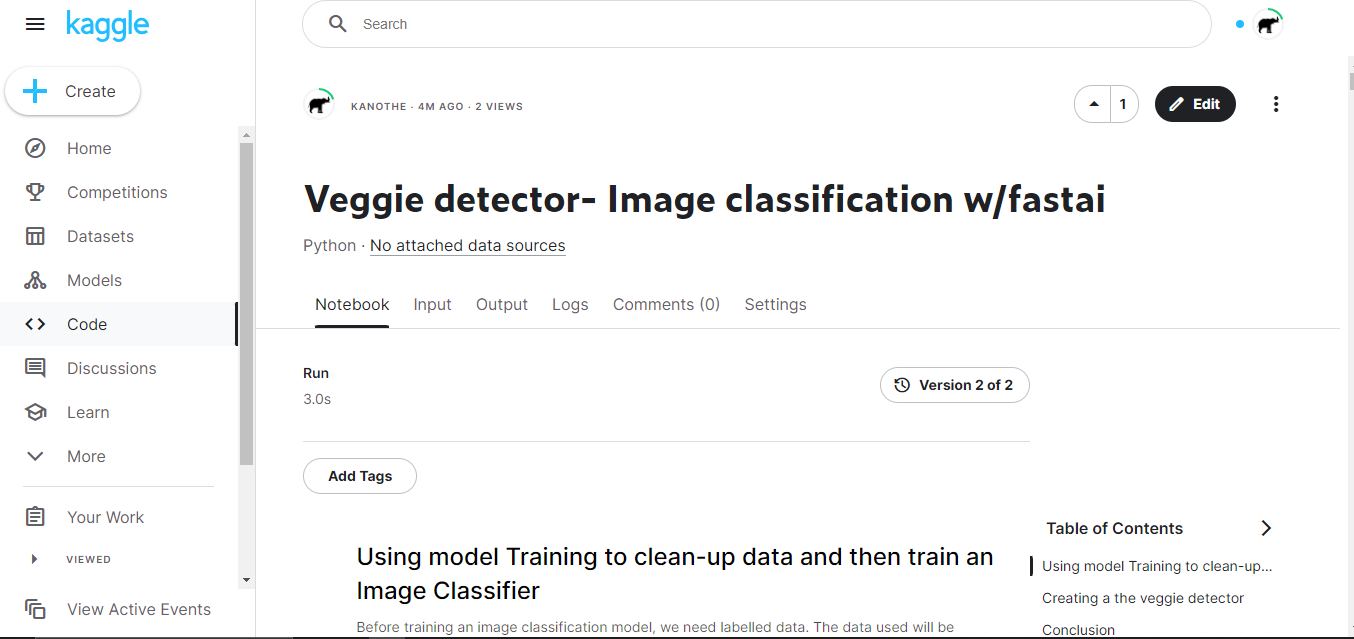 kaggle
Search
Create
Home
Competitions
Datasets
Models
Code
Discussions
Learn
More
Your Work
VIEWED
View Active Events
KANOTHE · 4M AGO · 2 VIEWS
1
Edit
Veggie detector- Image classification w/fastai
Python · No attached data sources
Notebook Input Output Logs Comments (0) Settings
Run
3.0s
Version 2 of 2
Add Tags
Using model Training to clean-up data and then train an
Image Classifier
Before training an image classification model, we need labelled data. The data used will be
Table of Contents
Using model Training to clean-up...
Creating a the veggie detector
Conclusion